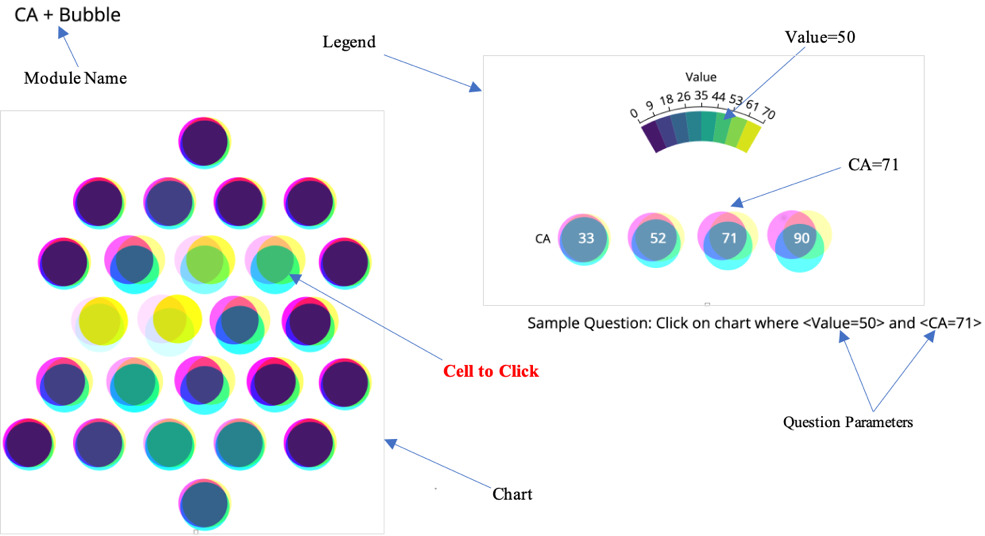 CA + Bubble
Module Name
Legend
Value=50
Value
0 9 18 26 35 44 53 61 70
CA=71
CA 33 52 71 90
Sample Question: Click on chart where <Value=50> and <CA=71>
Cell to Click
Question Parameters
Chart